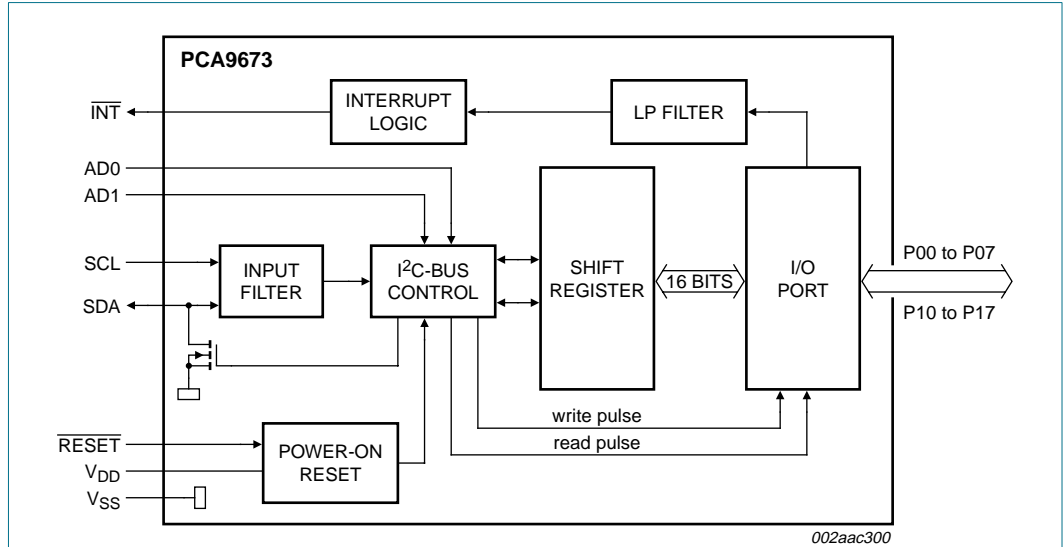 PCA9673
INTERRUPT
LOGIC
LP FILTER
INT
AD0
AD1
SCL
SDA
INPUT
FILTER
I²C-BUS
CONTROL
SHIFT
REGISTER
16 BITS
I/O
PORT
P00 to P07
P10 to P17
write pulse
read pulse
RESET
VDD
VSS
POWER-ON
RESET
002aac300